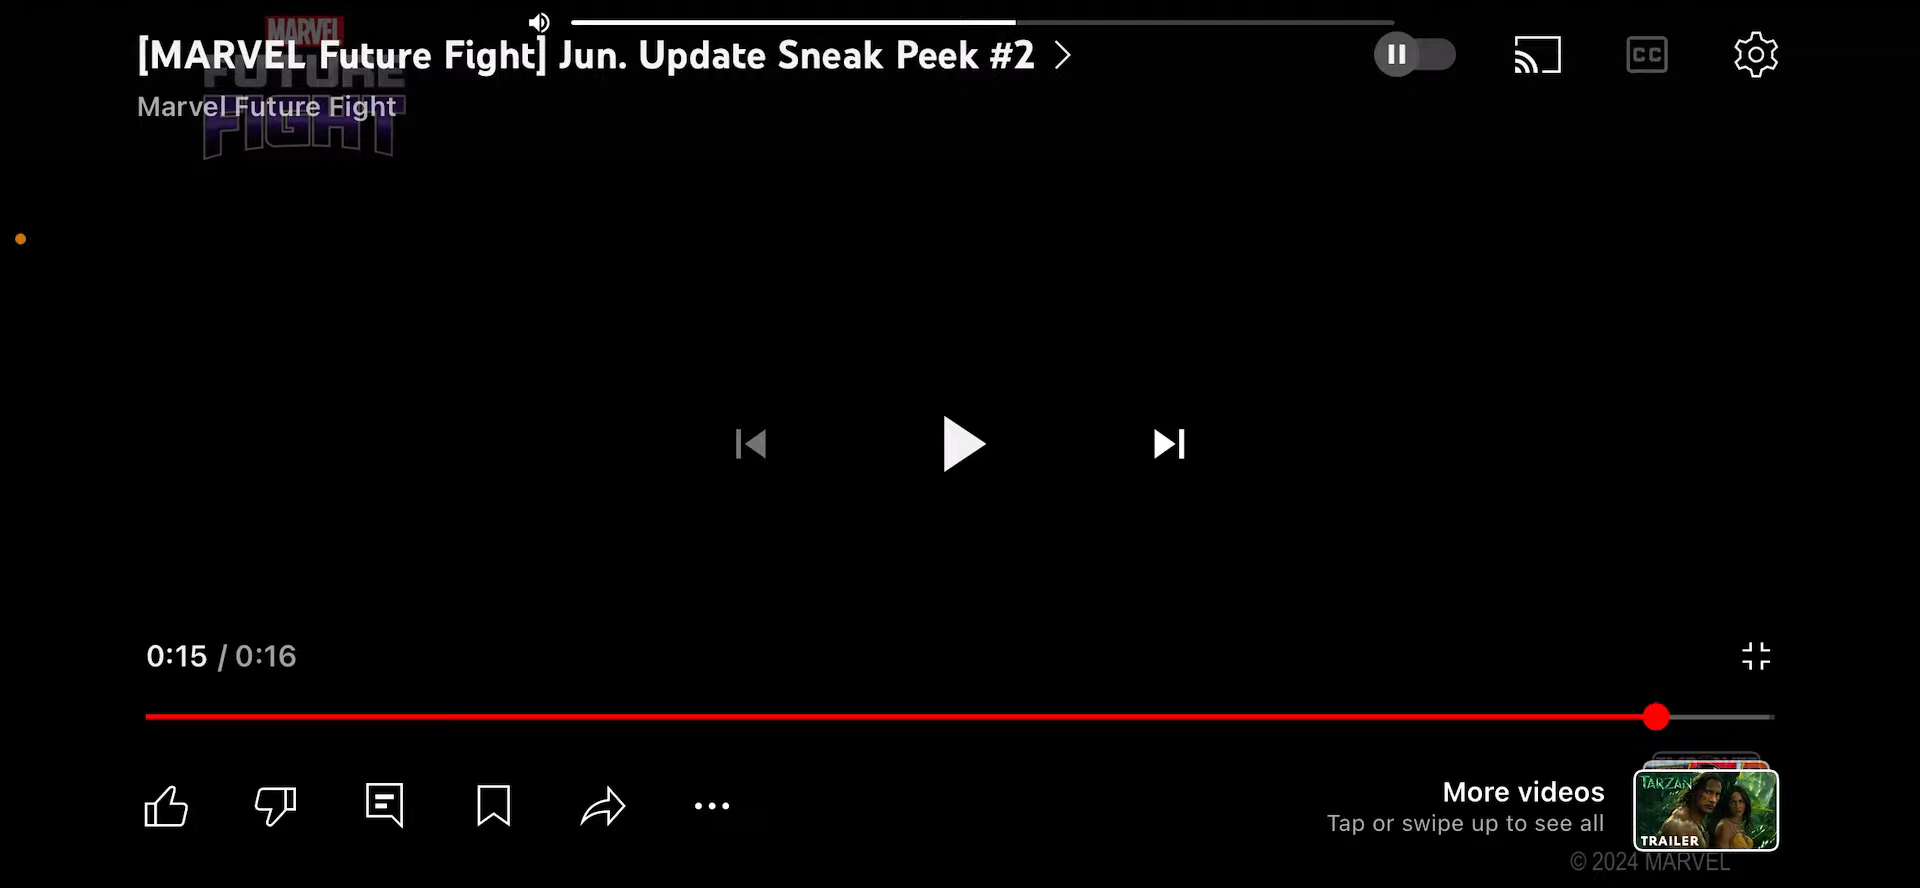 [MARVEL Future Fight] Jun. Update Sneak Peek #2
Marvel Future Fight
MARVEL
FUTURE
FIGHT
CC
0:15 / 0:16
More videos
Tap or swipe up to see all
TARZAN
TRAILER
© 2024 MARVEL